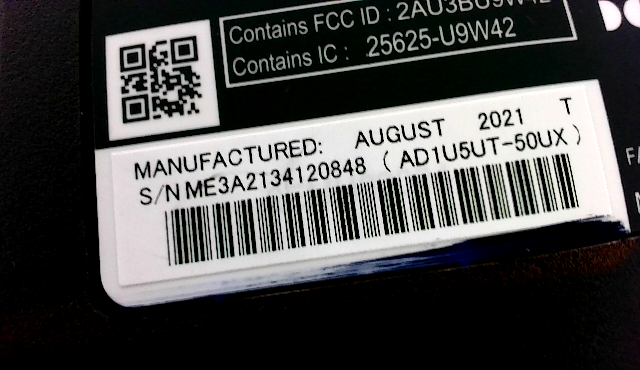 Contains FCC ID : 2AU3BU9W42
Contains IC : 25625-U9W42
MANUFACTURED: AUGUST 2021 T
S/N ME3A2134120848 ( AD1U5UT-50UX )